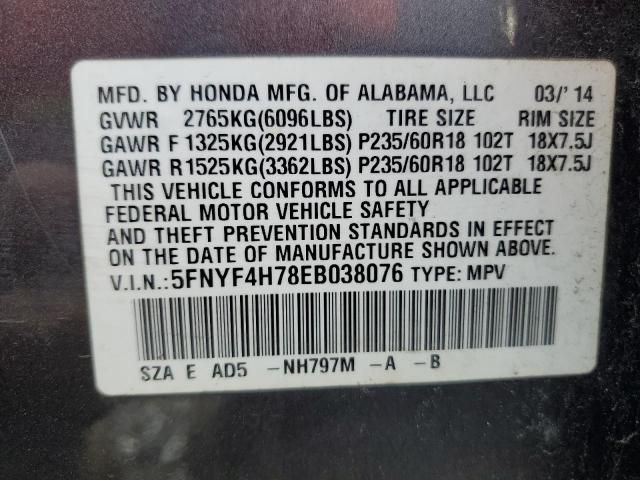 MFD. BY HONDA MFG. OF ALABAMA, LLC 03/'14
GVWR 2765KG(6096LBS) TIRE SIZE RIM SIZE
GAWR F 1325KG(2921LBS) P235/60R18 102T 18X7.5J
GAWR R 1525KG(3362LBS) P235/60R18 102T 18X7.5J
THIS VEHICLE CONFORMS TO ALL APPLICABLE
FEDERAL MOTOR VEHICLE SAFETY
AND THEFT PREVENTION STANDARDS IN EFFECT
ON THE DATE OF MANUFACTURE SHOWN ABOVE.
V.I.N.:5FNYF4H78EB038076 TYPE: MPV
SZA E AD5 -NH797M -A -B